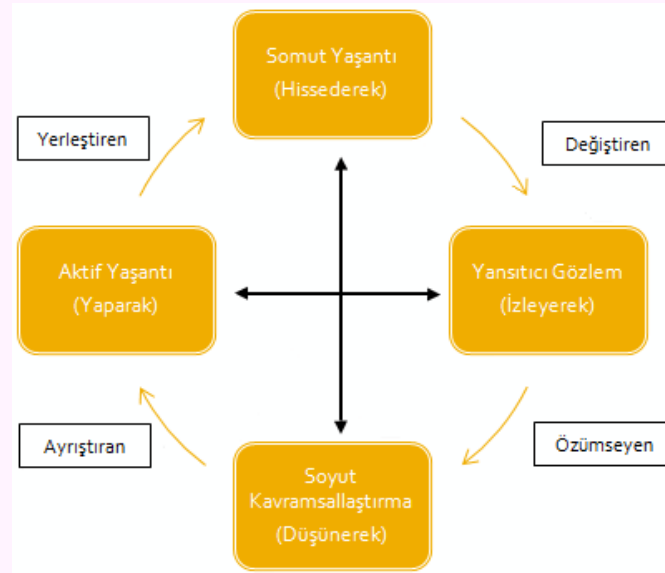 Somut Yaşantı
(Hissederek)
Yerleştiren
Değiştiren
Aktif Yaşantı
(Yaparak)
Yansıtıcı Gözlem
(İzleyerek)
Ayrıştıran
Özümseyen
Soyut
Kavramsallaştırma
(Düşünerek)